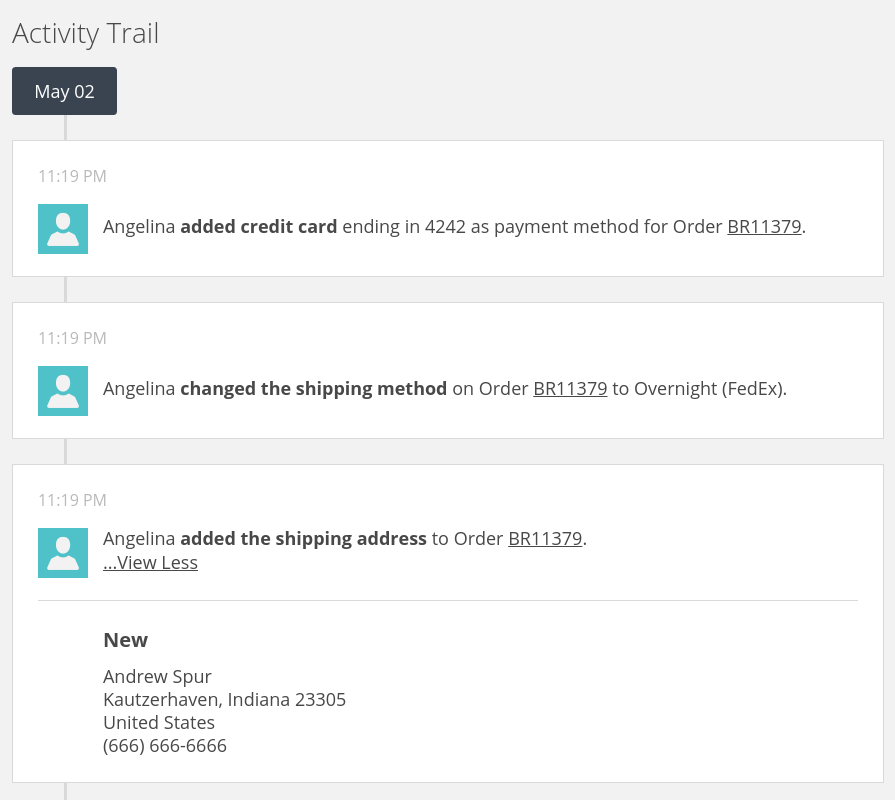 Activity Trail
May 02
11:19 PM
Angelina added credit card ending in 4242 as payment method for Order BR11379.
11:19 PM
Angelina changed the shipping method on Order BR11379 to Overnight (FedEx).
11:19 PM
Angelina added the shipping address to Order BR11379.
...View Less
New
Andrew Spur
Kautzerhaven, Indiana 23305
United States
(666) 666-6666